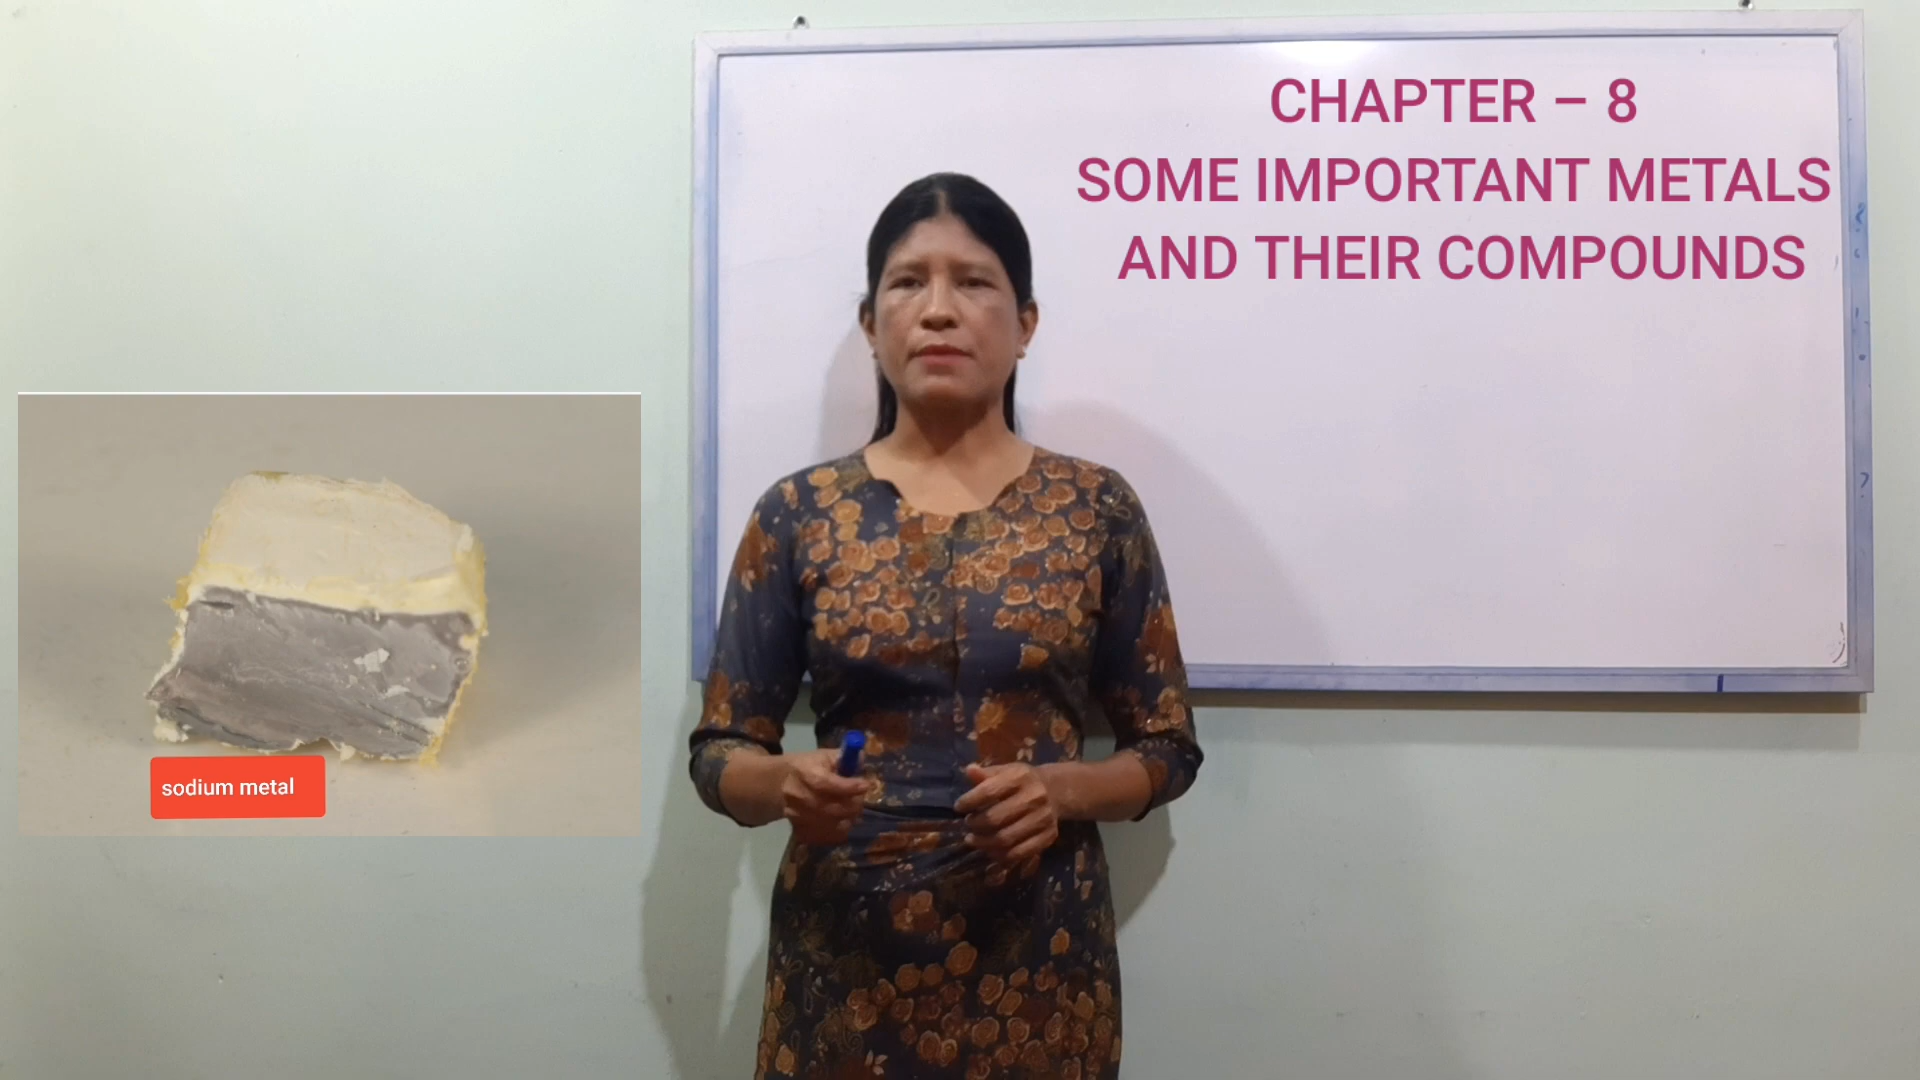 CHAPTER – 8
SOME IMPORTANT METALS
AND THEIR COMPOUNDS
sodium metal